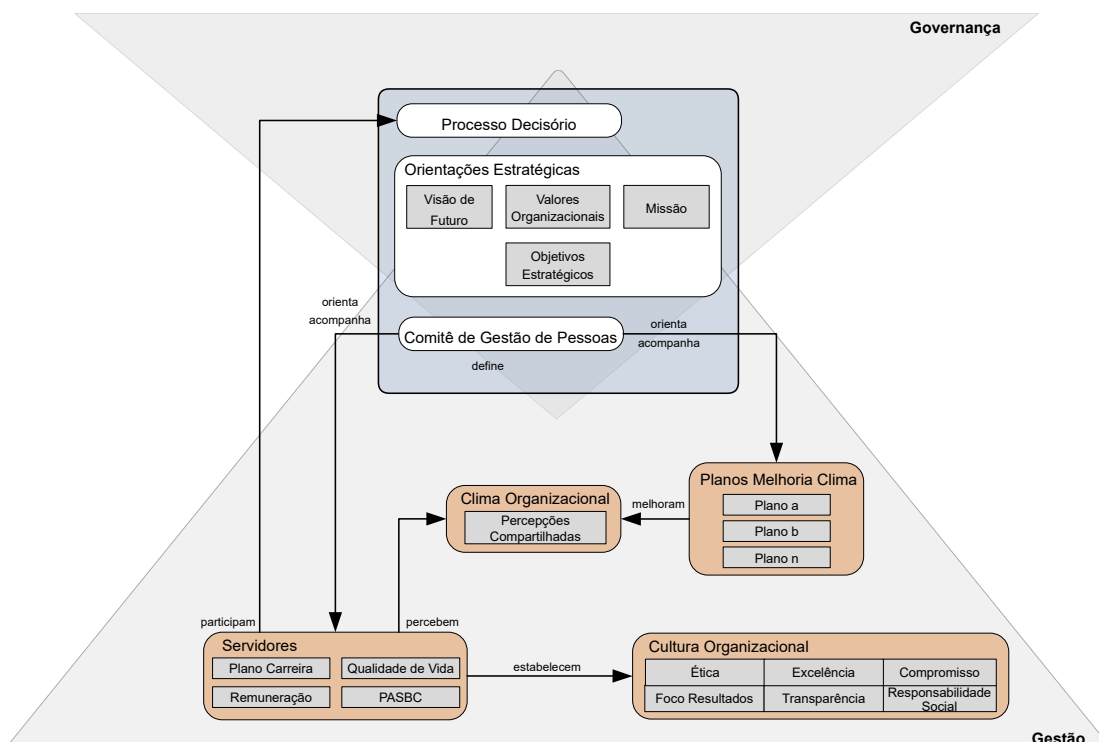 Governança
Processo Decisório
Orientações Estratégicas
Visão de
Futuro
Valores
Organizacionais
Missão
Objetivos
Estratégicos
orienta
acompanha
Comitê de Gestão de Pessoas
orienta
acompanha
define
Planos Melhoria Clima
Plano a
Plano b
Plano n
Clima Organizacional
Percepções
Compartilhadas
melhoram
participam
percebem
Servidores
Plano Carreira
Qualidade de Vida
Remuneração
PASBC
estabelecem
Cultura Organizacional
Ética
Excelência
Compromisso
Foco Resultados
Transparência
Responsabilidade
Social
Gestão